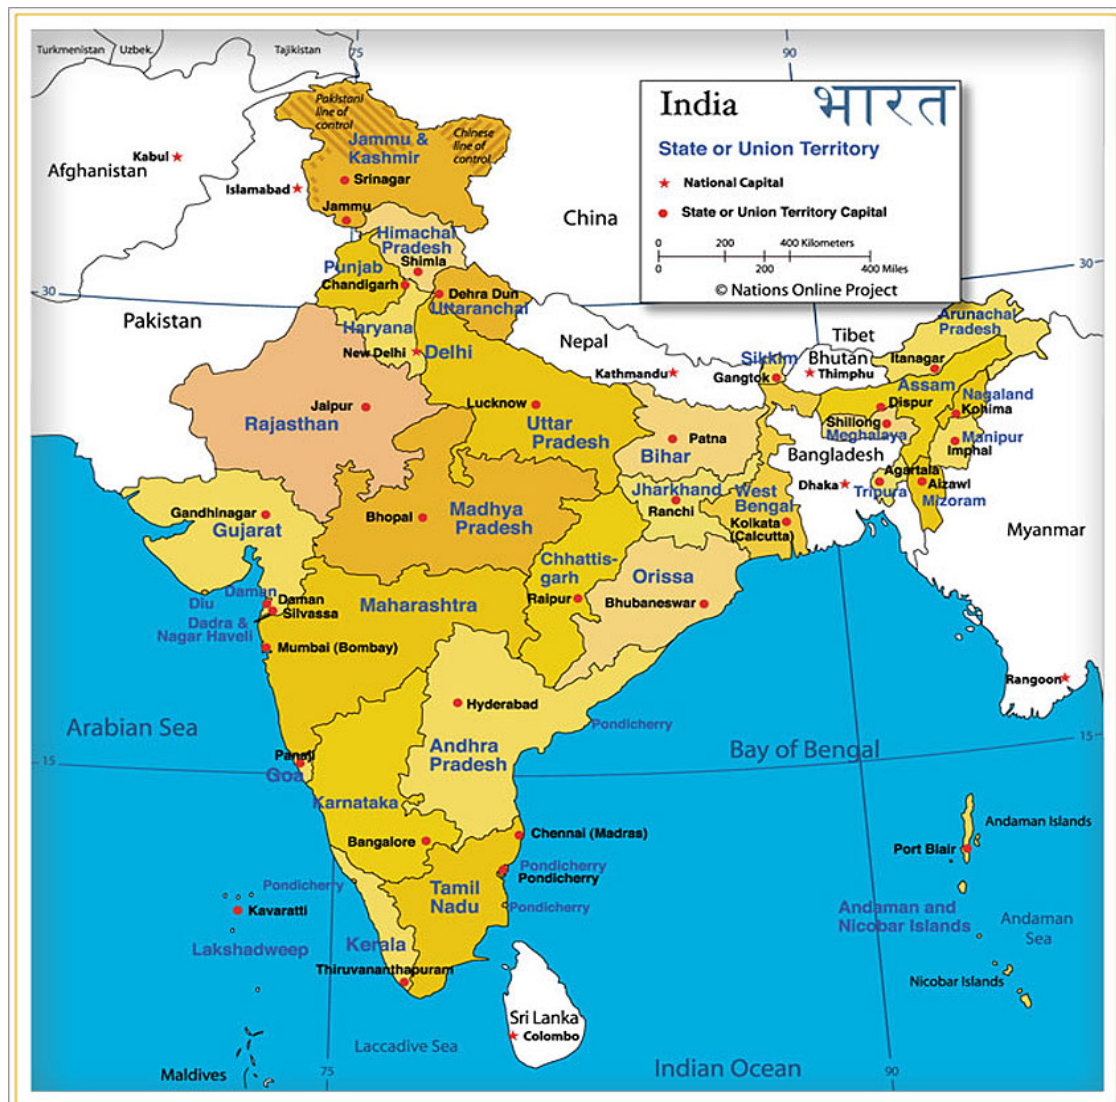 Turkmenistan
Uzbek.
Tajikistan
75
90
Pakistani
line of
control
Chinese
line of
control
Jammu &
Kashmir
Srinagar
Jammu
Kabul
Afghanistan
Islamabad
India
भारत
State or Union Territory
National Capital
State or Union Territory Capital
0 200 400 Kilometers
0 200 400 Miles
© Nations Online Project
China
Himachal
Pradesh
Shimla
Punjab
Chandigarh
30
30
Dehra Dun
Uttaranchal
Pakistan
Haryana
New Delhi
Delhi
Nepal
Kathmandu
Tibet
Sikkim
Bhutan
Gangtok
Thimphu
Arunachal
Pradesh
Itanagar
Assam
Dispur
Nagaland
Kohima
Shillong
Meghalaya
Manipur
Imphal
Bangladesh
Dhaka
Agartala
Tripura
Aizawl
Mizoram
Myanmar
Jaipur
Rajasthan
Lucknow
Uttar
Pradesh
Patna
Bihar
Jharkhand
Ranchi
West
Bengal
Kolkata
(Calcutta)
Gandhinagar
Gujarat
Bhopal
Madhya
Pradesh
Chhattis-
garh
Raipur
Orissa
Bhubaneswar
Daman
Diu
Daman
Silvassa
Dadra &
Nagar Haveli
Maharashtra
Mumbai (Bombay)
Rangoon
Arabian Sea
Hyderabad
Andhra
Pradesh
Pondicherry
Bay of Bengal
15
15
Panaji
Goa
Karnataka
Bangalore
Chennai (Madras)
Andaman Islands
Port Blair
Pondicherry
Pondicherry
Pondicherry
Tamil
Nadu
Pondicherry
Kavaratti
Lakshadweep
Kerala
Thiruvananthapuram
Andaman and
Nicobar Islands
Andaman
Sea
Nicobar Islands
Sri Lanka
Colombo
Laccadive Sea
Indian Ocean
Maldives
75
90